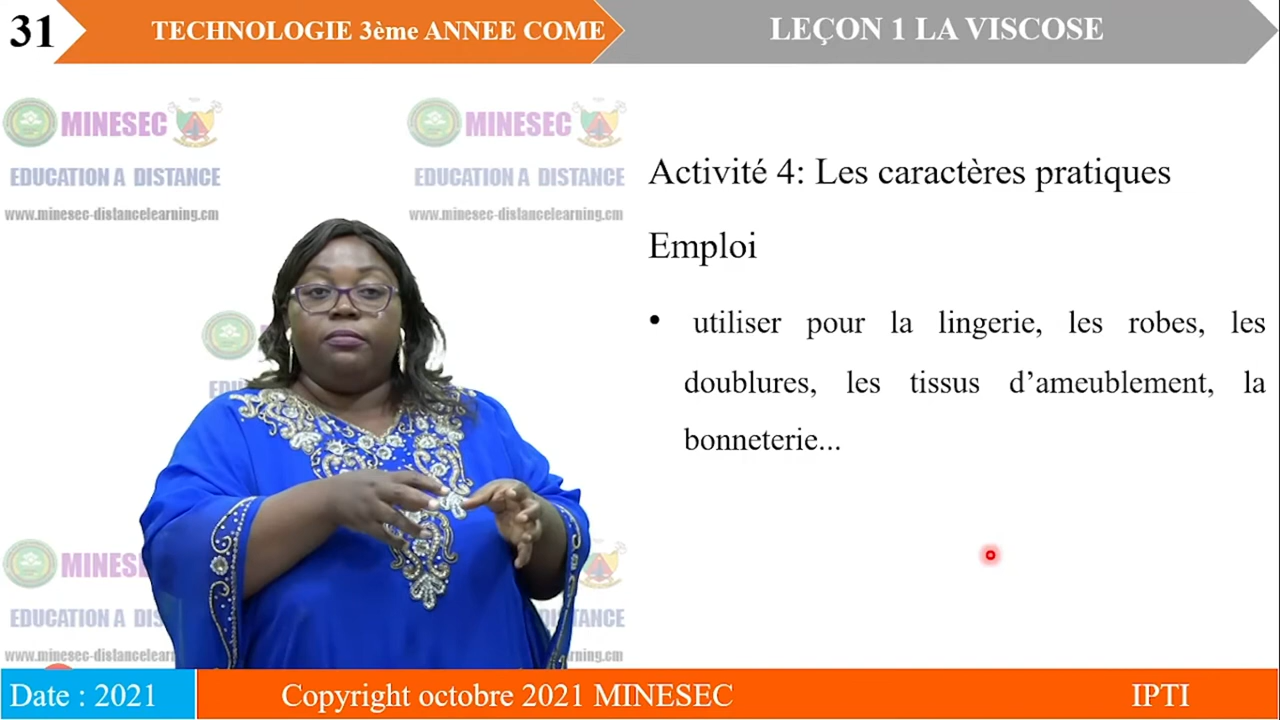 31
TECHNOLOGIE 3ème ANNEE COME
LEÇON 1 LA VISCOSE
MINESEC
EDUCATION A DISTANCE
www.minesec-distancelearning.cm
MINESEC
EDUCATION A DISTANCE
www.minesec-distancelearning.cm
Activité 4: Les caractères pratiques
Emploi
• utiliser pour la lingerie, les robes, les
doublures, les tissus d’ameublement, la
bonneterie...
Date : 2021
Copyright octobre 2021 MINESEC
IPTI